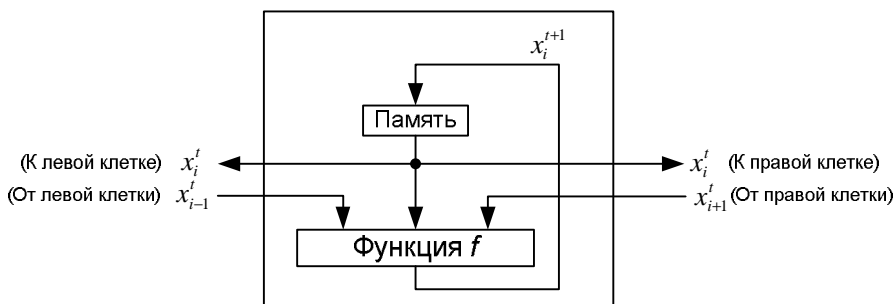 x_i^{t+1}
Память
(К левой клетке) x_i^t
x_i^t (К правой клетке)
(От левой клетки) x_{i-1}^t
x_{i+1}^t (От правой клетки)
Функция f